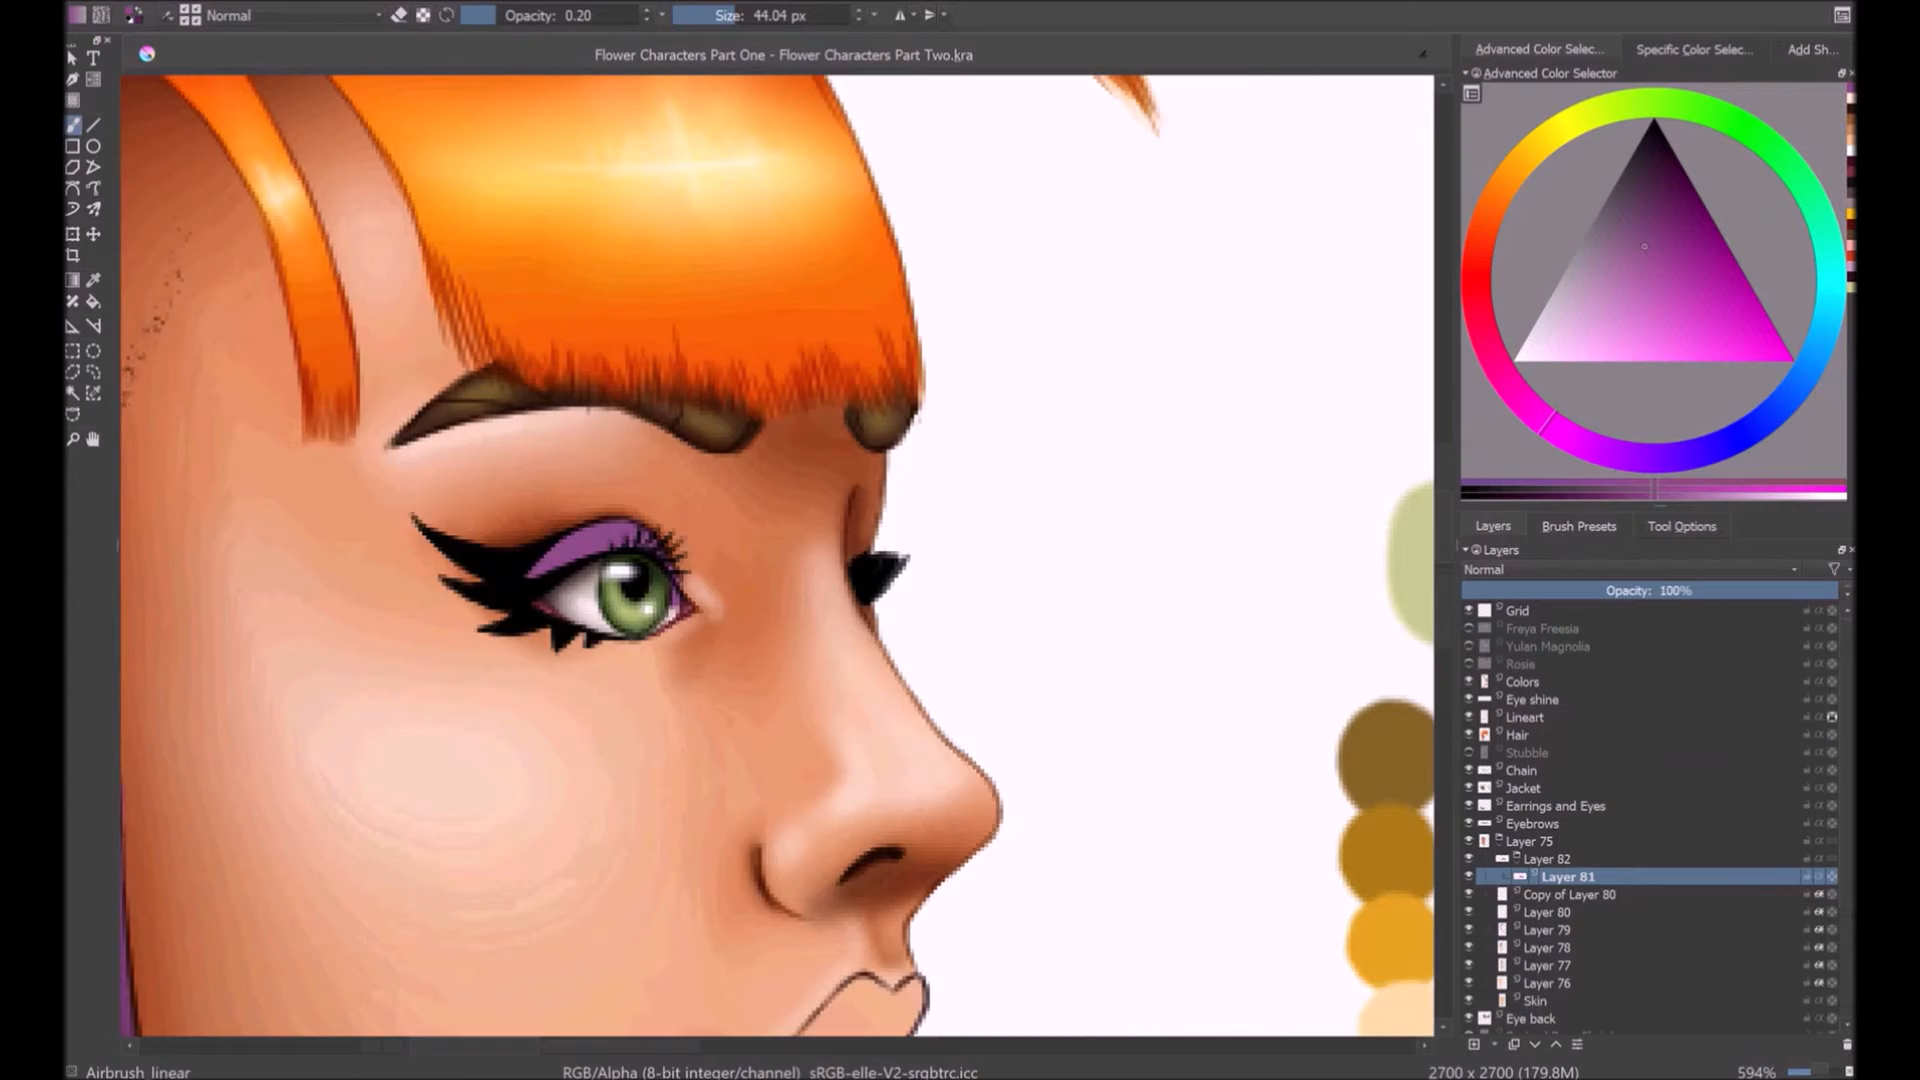 Normal
Opacity: 0.20
Size: 44.04 px
Flower Characters Part One - Flower Characters Part Two.kra
Advanced Color Selec...
Specific Color Selec...
Add Sh...
Advanced Color Selector
Layers
Brush Presets
Tool Options
Layers
Normal
Opacity: 100%
Grid
Freya Freesia
Yulan Magnolia
Rosie
Colors
Eye shine
Lineart
Hair
Stubble
Chain
Jacket
Earrings and Eyes
Eyebrows
Layer 75
Layer 82
Layer 81
Copy of Layer 80
Layer 80
Layer 79
Layer 78
Layer 77
Layer 76
Skin
Eye back
Airbrush linear
RGB/Alpha (8-bit integer/channel) sRGB-elle-V2-srgbtrc.icc
2700 x 2700 (179.8M)
594%